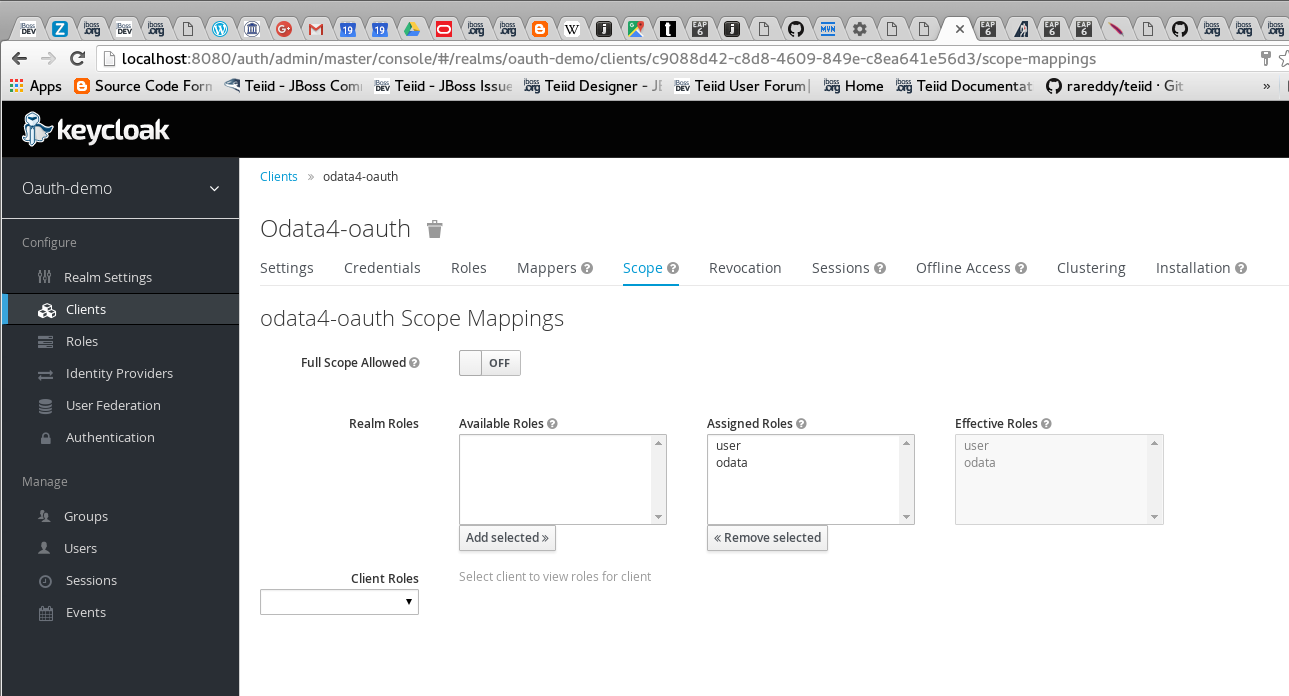 localhost:8080/auth/admin/master/console/#/realms/oauth-demo/clients/c9088d42-c8d8-4609-849e-c8ea641e56d3/scope-mappings
Apps Source Code Forn Teiid - JBoss Com Teiid - JBoss Issue Teiid Designer - JB Teiid User Forum Home Teiid Documentat rareddy/teiid · Git »
keycloak
Oauth-demo
Clients » odata4-oauth
Odata4-oauth
Configure
Realm Settings
Clients
Roles
Identity Providers
User Federation
Authentication
Manage
Groups
Users
Sessions
Events
Settings Credentials Roles Mappers Scope Revocation Sessions Offline Access Clustering Installation
odata4-oauth Scope Mappings
Full Scope Allowed OFF
Realm Roles Available Roles Assigned Roles Effective Roles
user user
odata odata
Add selected » « Remove selected
Client Roles Select client to view roles for client